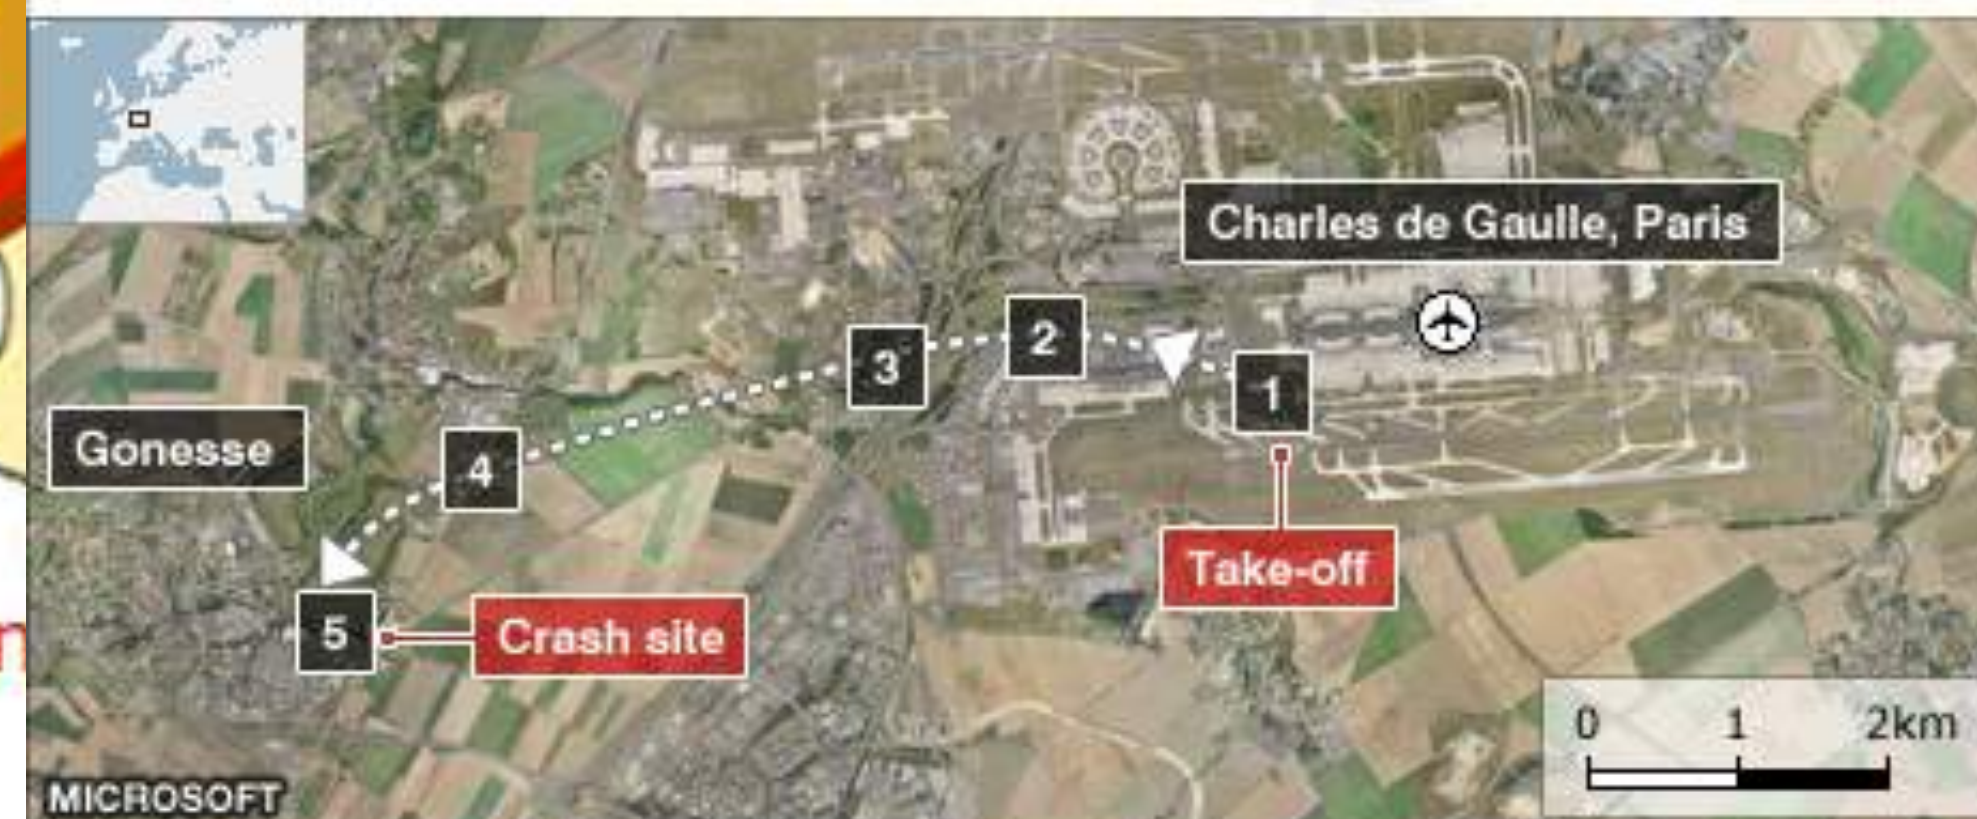 Charles de Gaulle, Paris
2
3
1
Gonesse
4
Take-off
5
Crash site
0 1 2km
MICROSOFT